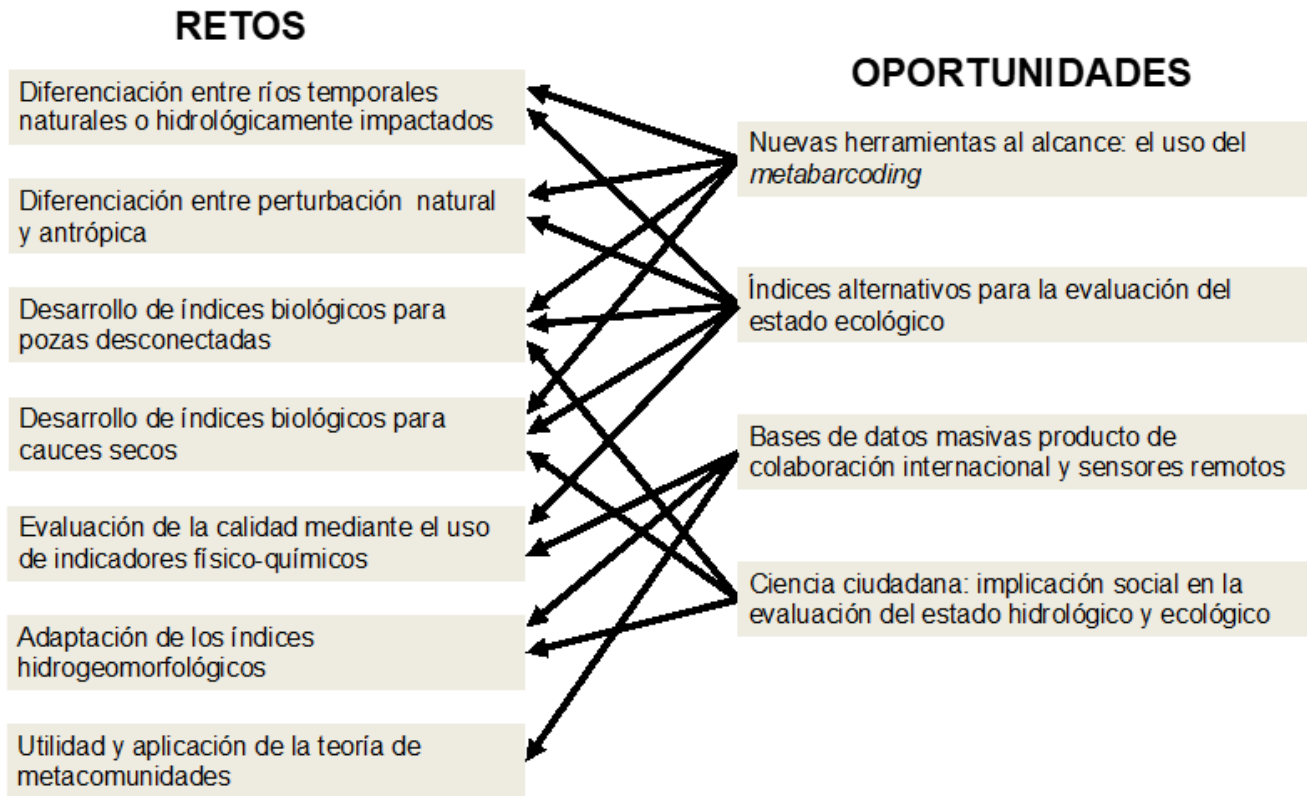 RETOS
Diferenciación entre ríos temporales
naturales o hidrológicamente impactados
Diferenciación entre perturbación natural
y antrópica
Desarrollo de índices biológicos para
pozas desconectadas
Desarrollo de índices biológicos para
cauces secos
Evaluación de la calidad mediante el uso
de indicadores físico-químicos
Adaptación de los índices
hidrogeomorfológicos
Utilidad y aplicación de la teoría de
metacomunidades
OPORTUNIDADES
Nuevas herramientas al alcance: el uso del
metabarcoding
Índices alternativos para la evaluación del
estado ecológico
Bases de datos masivas producto de
colaboración internacional y sensores remotos
Ciencia ciudadana: implicación social en la
evaluación del estado hidrológico y ecológico